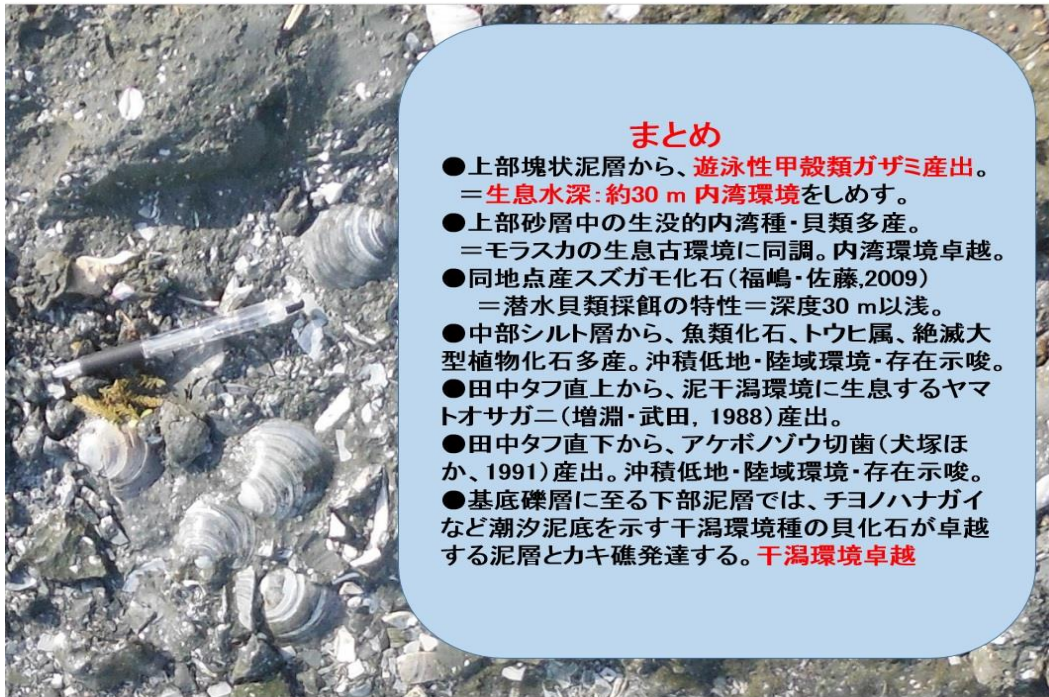 まとめ
●上部塊状泥層から、遊泳性甲殻類ガザミ産出。
＝生息水深：約30 m 内湾環境をしめす。
●上部砂層中の生没的内湾種・貝類多産。
＝モラスカの生息古環境に同調。内湾環境卓越。
●同地点産スズガモ化石（福嶋・佐藤,2009）
＝潜水貝類採餌の特性＝深度30 m以浅。
●中部シルト層から、魚類化石、トウヒ属、絶滅大
型植物化石多産。沖積低地・陸域環境・存在示唆。
●田中タフ直上から、泥干潟環境に生息するヤマ
トオサガニ（増淵・武田, 1988）産出。
●田中タフ直下から、アケボノゾウ切歯（犬塚ほ
か、1991）産出。沖積低地・陸域環境・存在示唆。
●基底礫層に至る下部泥層では、チヨノハナガイ
など潮汐泥底を示す干潟環境種の貝化石が卓越
する泥層とカキ礁発達する。干潟環境卓越